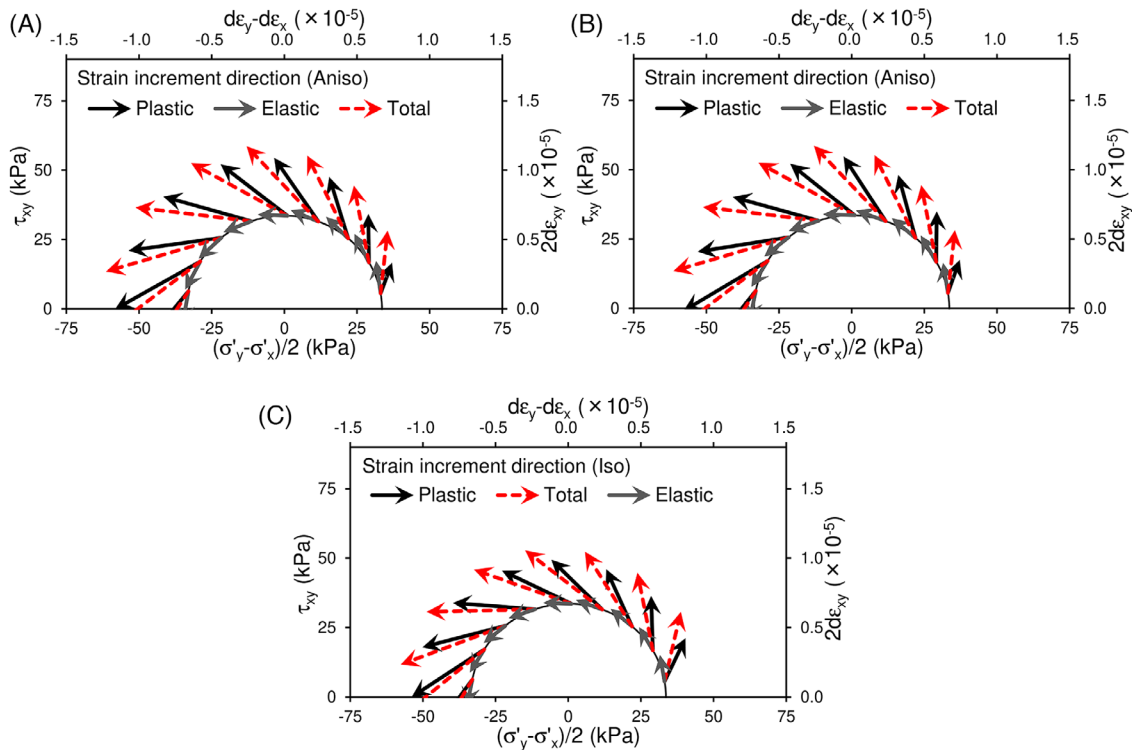 (A)
dεy-dεx (×10-5)
-1.5 -1.0 -0.5 0.0 0.5 1.0 1.5
Strain increment direction (Aniso)
Plastic Elastic Total
75
50
25
0
τxy (kPa)
1.5
1.0
0.5
0.0
2dεxy (×10-5)
-75 -50 -25 0 25 50 75
(σ'y-σ'x)/2 (kPa)
(B)
dεy-dεx (×10-5)
-1.5 -1.0 -0.5 0.0 0.5 1.0 1.5
Strain increment direction (Aniso)
Plastic Elastic Total
75
50
25
0
τxy (kPa)
1.5
1.0
0.5
0.0
2dεxy (×10-5)
-75 -50 -25 0 25 50 75
(σ'y-σ'x)/2 (kPa)
(C)
dεy-dεx (×10-5)
-1.5 -1.0 -0.5 0.0 0.5 1.0 1.5
Strain increment direction (Iso)
Plastic Total Elastic
75
50
25
0
τxy (kPa)
1.5
1.0
0.5
0.0
2dεxy (×10-5)
-75 -50 -25 0 25 50 75
(σ'y-σ'x)/2 (kPa)